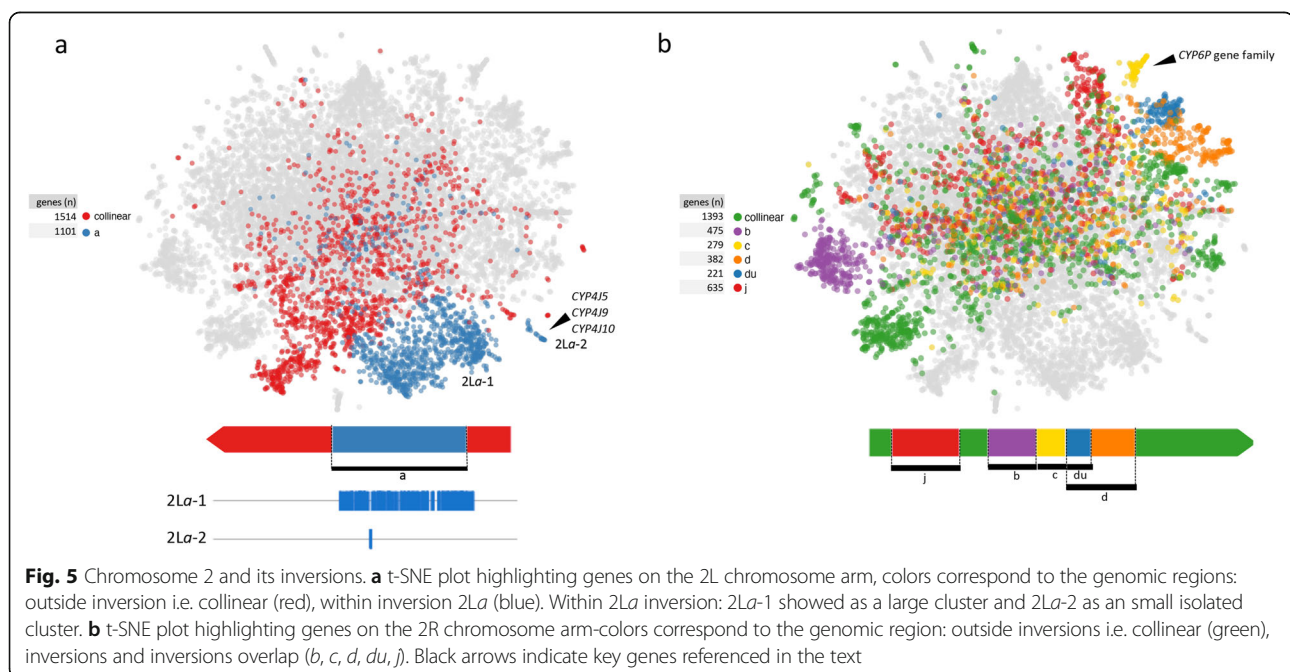 a
genes (n)
1514 collinear
1101 a
CYP4J5
CYP4J9
CYP4J10
2La-2
2La-1
a
2La-1
2La-2
b
CYP6P gene family
genes (n)
1393 collinear
475 b
279 c
382 d
221 du
635 j
j
b
c
du
d
Fig. 5 Chromosome 2 and its inversions. a t-SNE plot highlighting genes on the 2L chromosome arm, colors correspond to the genomic regions:
outside inversion i.e. collinear (red), within inversion 2La (blue). Within 2La inversion: 2La-1 showed as a large cluster and 2La-2 as an small isolated
cluster. b t-SNE plot highlighting genes on the 2R chromosome arm-colors correspond to the genomic region: outside inversions i.e. collinear (green),
inversions and inversions overlap (b, c, d, du, j). Black arrows indicate key genes referenced in the text